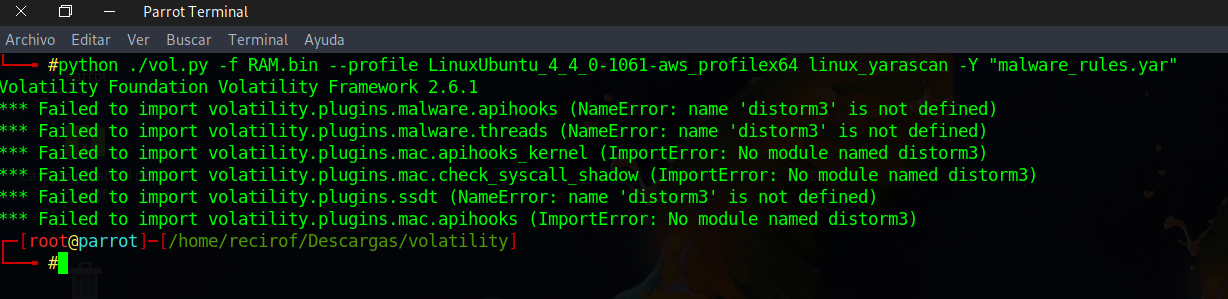 Parrot Terminal
Archivo Editar Ver Buscar Terminal Ayuda
#python ./vol.py -f RAM.bin --profile LinuxUbuntu_4_4_0-1061-aws_profilex64 linux_yarascan -Y "malware_rules.yar"
Volatility Foundation Volatility Framework 2.6.1
*** Failed to import volatility.plugins.malware.apihooks (NameError: name 'distorm3' is not defined)
*** Failed to import volatility.plugins.malware.threads (NameError: name 'distorm3' is not defined)
*** Failed to import volatility.plugins.mac.apihooks_kernel (ImportError: No module named distorm3)
*** Failed to import volatility.plugins.mac.check_syscall_shadow (ImportError: No module named distorm3)
*** Failed to import volatility.plugins.ssdt (NameError: name 'distorm3' is not defined)
*** Failed to import volatility.plugins.mac.apihooks (ImportError: No module named distorm3)
┌─[root@parrot]─[/home/recirof/Descargas/volatility]
└──╼ #